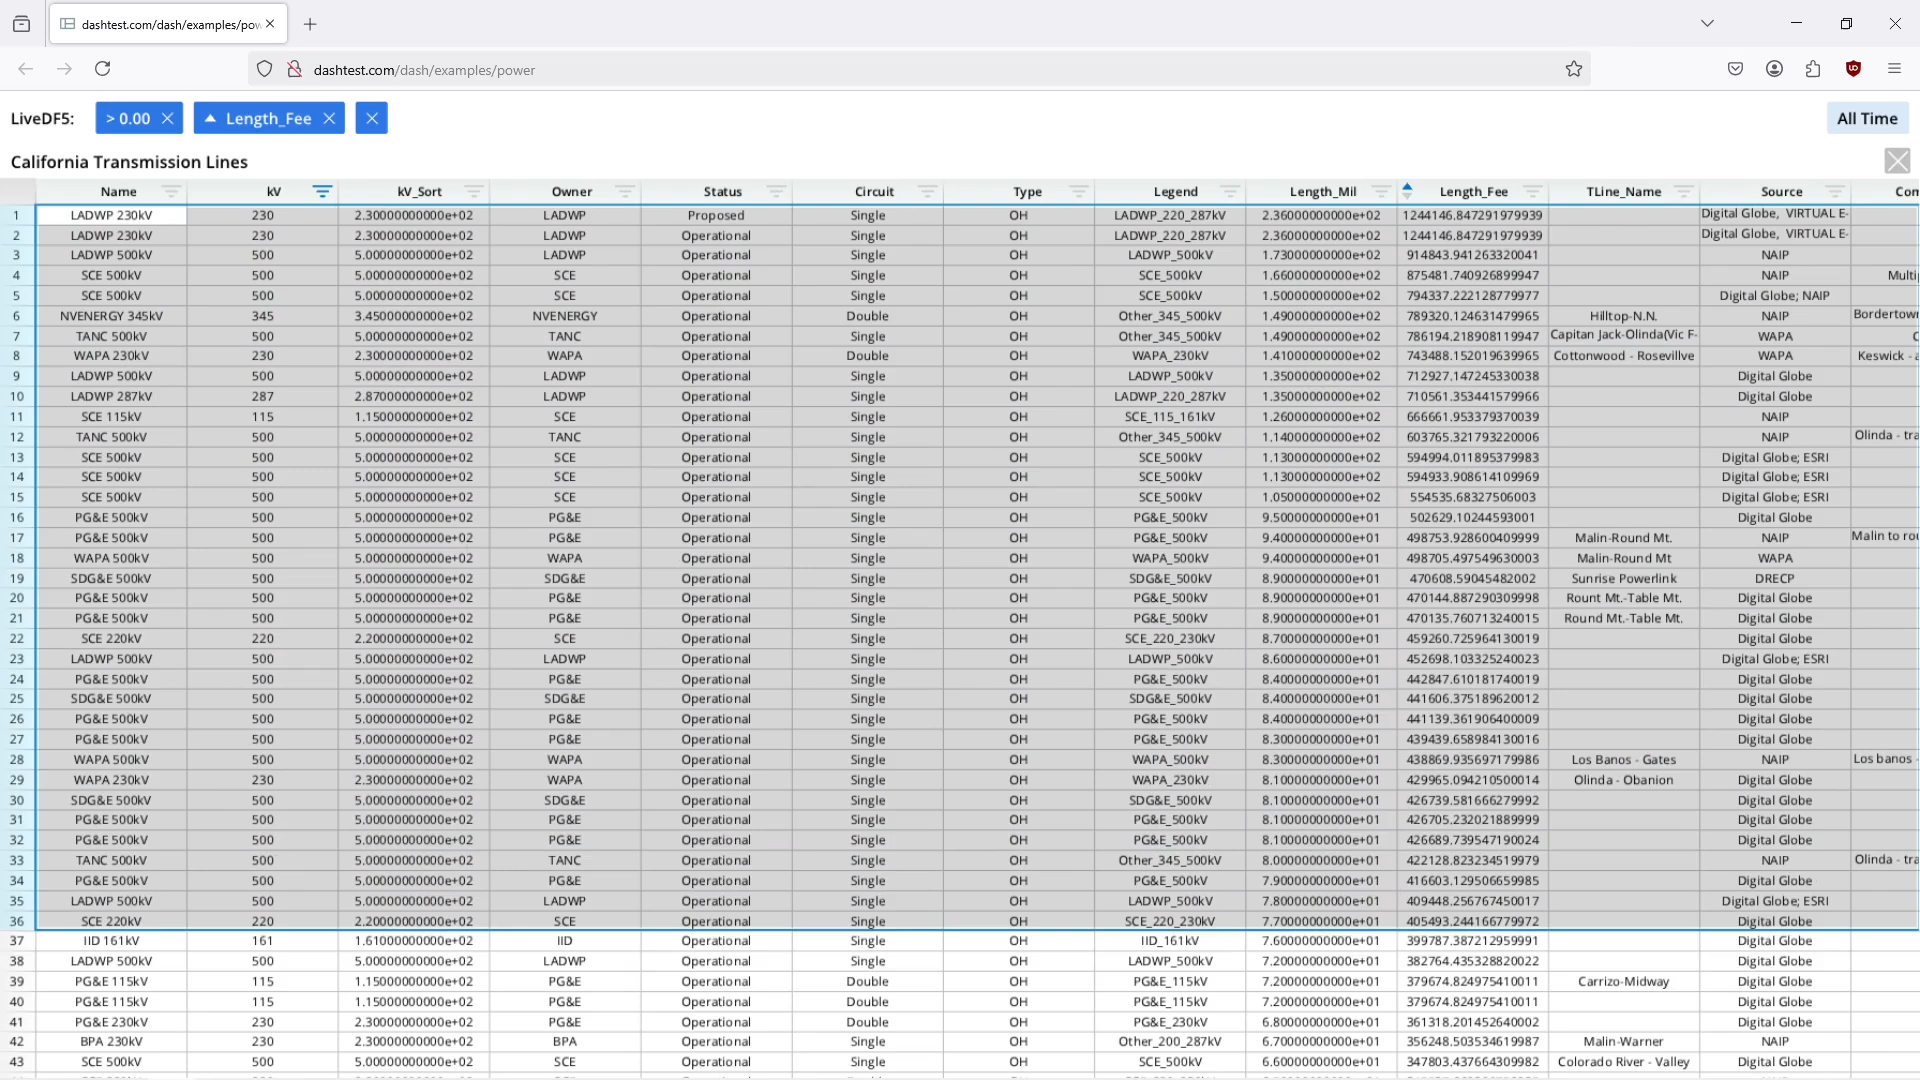 dashtest.com/dash/examples/pow
dashtest.com/dash/examples/power
LiveDF5: > 0.00 Length_Fee All Time
California Transmission Lines
Name kV kV_Sort Owner Status Circuit Type Legend Length_Mil Length_Fee TLine_Name Source Com
1 LADWP 230kV 230 2.30000000000e+02 LADWP Proposed Single OH LADWP_220_287kV 2.36000000000e+02 1244146.847291979939 Digital Globe, VIRTUAL E-
2 LADWP 230kV 230 2.30000000000e+02 LADWP Operational Single OH LADWP_220_287kV 2.36000000000e+02 1244146.847291979939 Digital Globe, VIRTUAL E-
3 LADWP 500kV 500 5.00000000000e+02 LADWP Operational Single OH LADWP_500kV 1.73000000000e+02 914843.941263320041 NAIP
4 SCE 500kV 500 5.00000000000e+02 SCE Operational Single OH SCE_500kV 1.66000000000e+02 875481.740926899947 NAIP Multi
5 SCE 500kV 500 5.00000000000e+02 SCE Operational Single OH SCE_500kV 1.50000000000e+02 794337.222128779977 Digital Globe; NAIP
6 NVENERGY 345kV 345 3.45000000000e+02 NVENERGY Operational Double OH Other_345_500kV 1.49000000000e+02 789320.124631479965 Hilltop-N.N. NAIP Bordertown
7 TANC 500kV 500 5.00000000000e+02 TANC Operational Single OH Other_345_500kV 1.49000000000e+02 786194.218908119947 Capitan Jack-Olinda(Vic F- WAPA
8 WAPA 230kV 230 2.30000000000e+02 WAPA Operational Double OH WAPA_230kV 1.41000000000e+02 743488.152019639965 Cottonwood - Rosevillve WAPA Keswick - a
9 LADWP 500kV 500 5.00000000000e+02 LADWP Operational Single OH LADWP_500kV 1.35000000000e+02 712927.147245330038 Digital Globe
10 LADWP 287kV 287 2.87000000000e+02 LADWP Operational Single OH LADWP_220_287kV 1.35000000000e+02 710561.353441579966 Digital Globe
11 SCE 115kV 115 1.15000000000e+02 SCE Operational Single OH SCE_115_161kV 1.26000000000e+02 666661.953379370039 NAIP
12 TANC 500kV 500 5.00000000000e+02 TANC Operational Single OH Other_345_500kV 1.14000000000e+02 603765.321793220006 NAIP Olinda - tra
13 SCE 500kV 500 5.00000000000e+02 SCE Operational Single OH SCE_500kV 1.13000000000e+02 594994.011895379983 Digital Globe; ESRI
14 SCE 500kV 500 5.00000000000e+02 SCE Operational Single OH SCE_500kV 1.13000000000e+02 594933.908614109969 Digital Globe; ESRI
15 SCE 500kV 500 5.00000000000e+02 SCE Operational Single OH SCE_500kV 1.05000000000e+02 554535.68327506003 Digital Globe; ESRI
16 PG&E 500kV 500 5.00000000000e+02 PG&E Operational Single OH PG&E_500kV 9.50000000000e+01 502629.10244593001 Digital Globe
17 PG&E 500kV 500 5.00000000000e+02 PG&E Operational Single OH PG&E_500kV 9.40000000000e+01 498753.928600409999 Malin-Round Mt. NAIP Malin to rou
18 WAPA 500kV 500 5.00000000000e+02 WAPA Operational Single OH WAPA_500kV 9.40000000000e+01 498705.497549630003 Malin-Round Mt WAPA
19 SDG&E 500kV 500 5.00000000000e+02 SDG&E Operational Single OH SDG&E_500kV 8.90000000000e+01 470608.59045482002 Sunrise Powerlink DRECP
20 PG&E 500kV 500 5.00000000000e+02 PG&E Operational Single OH PG&E_500kV 8.90000000000e+01 470144.887290309998 Rount Mt.-Table Mt. Digital Globe
21 PG&E 500kV 500 5.00000000000e+02 PG&E Operational Single OH PG&E_500kV 8.90000000000e+01 470135.760713240015 Round Mt.-Table Mt. Digital Globe
22 SCE 220kV 220 2.20000000000e+02 SCE Operational Single OH SCE_220_230kV 8.70000000000e+01 459260.725964130019 Digital Globe
23 LADWP 500kV 500 5.00000000000e+02 LADWP Operational Single OH LADWP_500kV 8.60000000000e+01 452698.103325240023 Digital Globe; ESRI
24 PG&E 500kV 500 5.00000000000e+02 PG&E Operational Single OH PG&E_500kV 8.40000000000e+01 442847.610181740019 Digital Globe
25 SDG&E 500kV 500 5.00000000000e+02 SDG&E Operational Single OH SDG&E_500kV 8.40000000000e+01 441606.375189620012 Digital Globe
26 PG&E 500kV 500 5.00000000000e+02 PG&E Operational Single OH PG&E_500kV 8.40000000000e+01 441139.361906400009 Digital Globe
27 PG&E 500kV 500 5.00000000000e+02 PG&E Operational Single OH PG&E_500kV 8.30000000000e+01 439439.658984130016 Digital Globe
28 WAPA 500kV 500 5.00000000000e+02 WAPA Operational Single OH WAPA_500kV 8.30000000000e+01 438869.935697179986 Los Banos - Gates NAIP Los banos -
29 WAPA 230kV 230 2.30000000000e+02 WAPA Operational Single OH WAPA_230kV 8.10000000000e+01 429965.094210500014 Olinda - Obanion Digital Globe
30 SDG&E 500kV 500 5.00000000000e+02 SDG&E Operational Single OH SDG&E_500kV 8.10000000000e+01 426739.581666279992 Digital Globe
31 PG&E 500kV 500 5.00000000000e+02 PG&E Operational Single OH PG&E_500kV 8.10000000000e+01 426705.232021889999 Digital Globe
32 PG&E 500kV 500 5.00000000000e+02 PG&E Operational Single OH PG&E_500kV 8.10000000000e+01 426689.739547190024 Digital Globe
33 TANC 500kV 500 5.00000000000e+02 TANC Operational Single OH Other_345_500kV 8.00000000000e+01 422128.823234519979 NAIP Olinda - tra
34 PG&E 500kV 500 5.00000000000e+02 PG&E Operational Single OH PG&E_500kV 7.90000000000e+01 416603.129506659985 Digital Globe
35 LADWP 500kV 500 5.00000000000e+02 LADWP Operational Single OH LADWP_500kV 7.80000000000e+01 409448.256767450017 Digital Globe; ESRI
36 SCE 220kV 220 2.20000000000e+02 SCE Operational Single OH SCE_220_230kV 7.70000000000e+01 405493.244166779972 Digital Globe
37 IID 161kV 161 1.61000000000e+02 IID Operational Single OH IID_161kV 7.60000000000e+01 399787.387212959991 Digital Globe
38 LADWP 500kV 500 5.00000000000e+02 LADWP Operational Single OH LADWP_500kV 7.20000000000e+01 382764.435328820022 Digital Globe
39 PG&E 115kV 115 1.15000000000e+02 PG&E Operational Double OH PG&E_115kV 7.20000000000e+01 379674.824975410011 Carrizo-Midway Digital Globe
40 PG&E 115kV 115 1.15000000000e+02 PG&E Operational Double OH PG&E_115kV 7.20000000000e+01 379674.824975410011 Digital Globe
41 PG&E 230kV 230 2.30000000000e+02 PG&E Operational Double OH PG&E_230kV 6.80000000000e+01 361318.201452640002 Digital Globe
42 BPA 230kV 230 2.30000000000e+02 BPA Operational Single OH Other_200_287kV 6.70000000000e+01 356248.503534619987 Malin-Warner NAIP
43 SCE 500kV 500 5.00000000000e+02 SCE Operational Single OH SCE_500kV 6.60000000000e+01 347803.437664309982 Colorado River - Valley Digital Globe